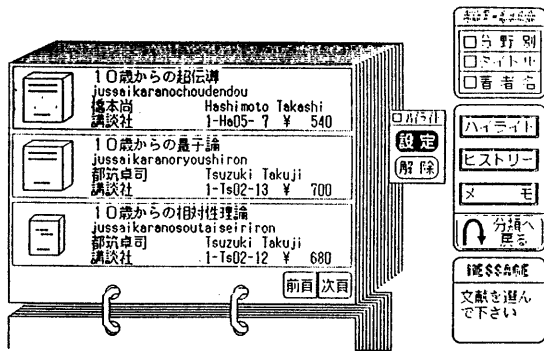 10歳からの超伝導
jussaikaranochoudendou
橋本尚 Hashimoto Takashi
講談社 1-Ha05- 7 ¥ 540
10歳からの量子論
jussaikaranoryoushiron
都筑卓司 Tsuzuki Takuji
講談社 1-Ts02-13 ¥ 700
10歳からの相対性理論
jussaikaranosoutaiseiriron
都筑卓司 Tsuzuki Takuji
講談社 1-Ts02-12 ¥ 680
前頁 次頁
ハイライト
設定
解除
分野別
タイトル
著者名
ハイライト
ヒストリー
メモ
分類へ
戻る
MESSAGE
文献を選ん
で下さい